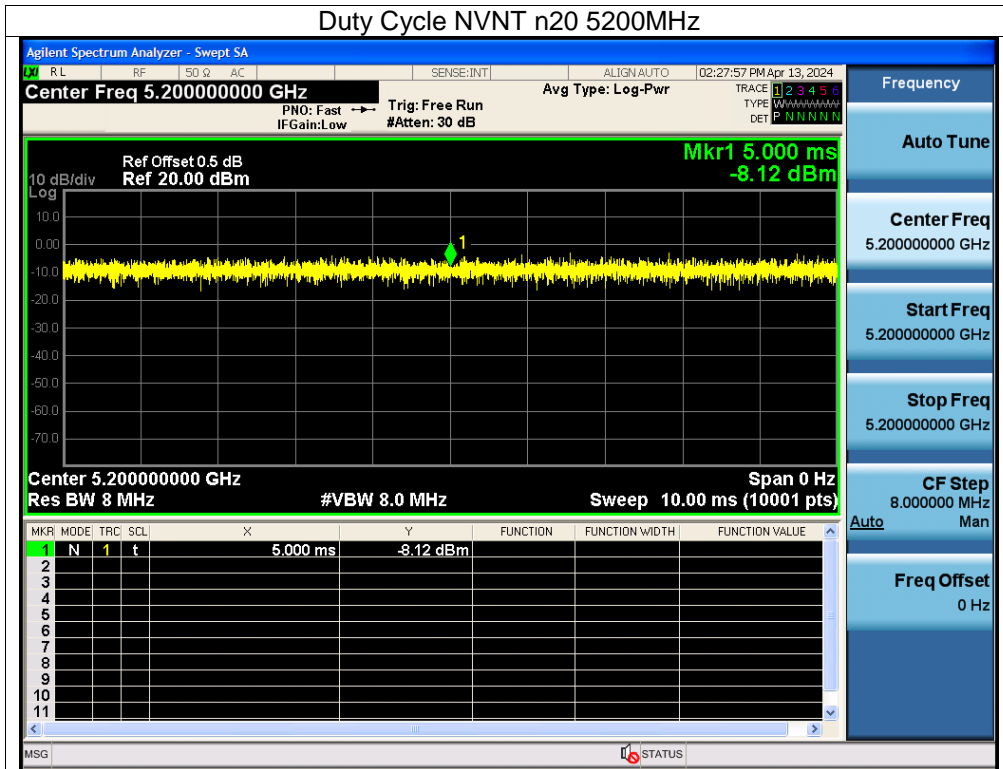 Duty Cycle NVNT n20 5200MHz
Agilent Spectrum Analyzer - Swept SA
LXI RL RF 50 Ω AC SENSE:INT ALIGN AUTO 02:27:57 PM Apr 13, 2024
Center Freq 5.200000000 GHz
PNO: Fast
IFGain:Low
Trig: Free Run
#Atten: 30 dB
Avg Type: Log-Pwr
TRACE 1 2 3 4 5 6
TYPE W
DET P N N N N N
Ref Offset 0.5 dB
10 dB/div Ref 20.00 dBm
Log
Mkr1 5.000 ms
-8.12 dBm
10.0
0.00
-10.0
-20.0
-30.0
-40.0
-50.0
-60.0
-70.0
1
Center 5.200000000 GHz Span 0 Hz
Res BW 8 MHz #VBW 8.0 MHz Sweep 10.00 ms (10001 pts)
MKR MODE TRC SCL X Y FUNCTION FUNCTION WIDTH FUNCTION VALUE
1 N 1 t 5.000 ms -8.12 dBm
2
3
4
5
6
7
8
9
10
11
MSG STATUS
Frequency
Auto Tune
Center Freq
5.200000000 GHz
Start Freq
5.200000000 GHz
Stop Freq
5.200000000 GHz
CF Step
8.000000 MHz
Auto Man
Freq Offset
0 Hz